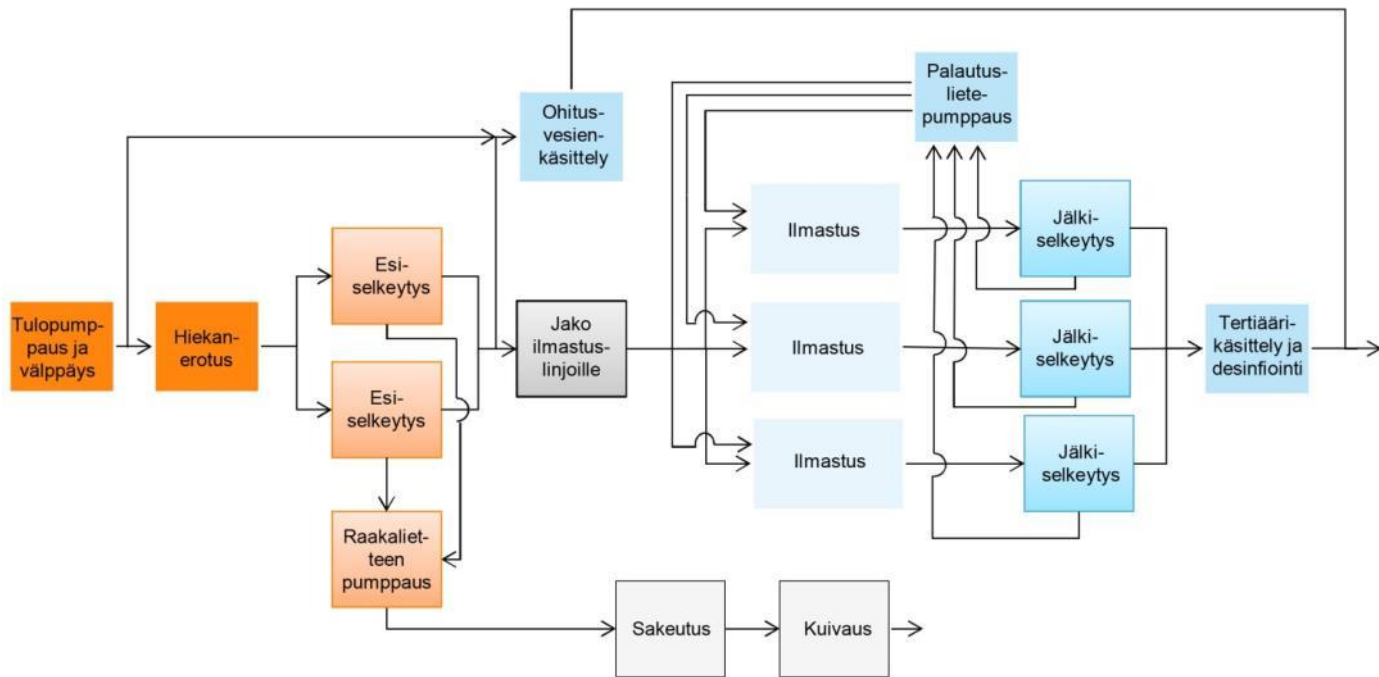 Palautus-
liete-
pumppaus
Ohitus-
vesien-
käsittely
Esi-
selkeytys
Ilmastus
Jälki-
selkeytys
Tulopump-
paus ja
välppäys
Hiekan-
erotus
Jako
ilmastus-
linjoille
Ilmastus
Jälki-
selkeytys
Tertiääri-
käsittely ja
desinfiointi
Esi-
selkeytys
Ilmastus
Jälki-
selkeytys
Raakaliet-
teen
pumppaus
Sakeutus
Kuivaus